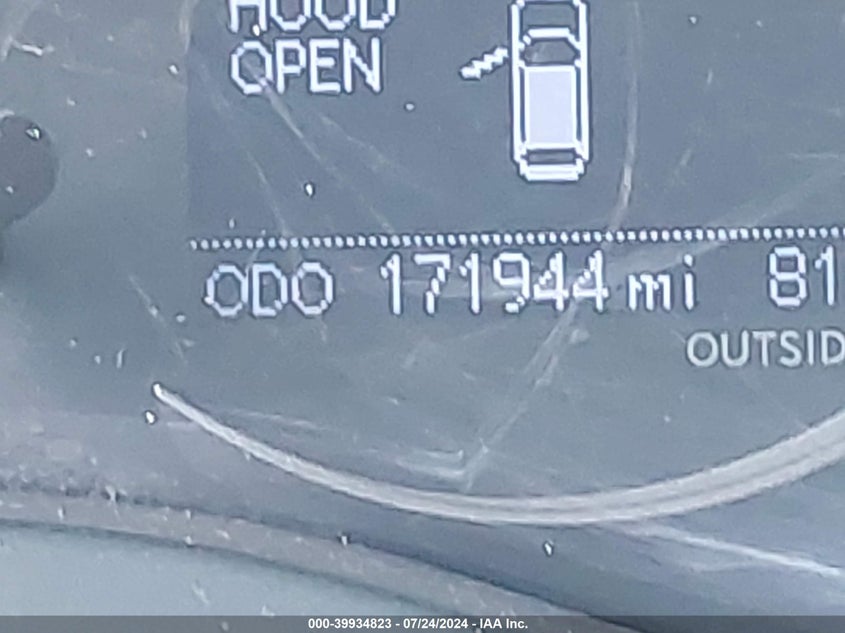 HOOD
OPEN
ODO 171944 mi 81
OUTSID
000-39934823 - 07/24/2024 - IAA Inc.